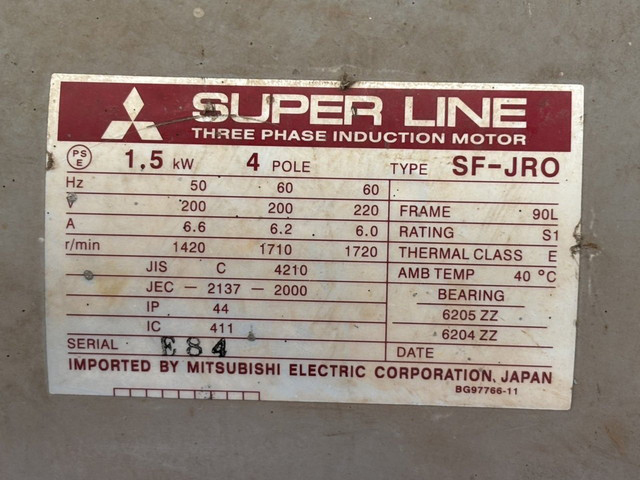 SUPER LINE
THREE PHASE INDUCTION MOTOR
PS E 1.5 kW 4 POLE TYPE SF-JRO
Hz 50 60 60
V 200 200 220
A 6.6 6.2 6.0
r/min 1420 1710 1720
JIS C 4210
JEC - 2137 - 2000
IP 44
IC 411
SERIAL E84
FRAME 90L
RATING S1
THERMAL CLASS E
AMB TEMP 40 °C
BEARING
6205 ZZ
6204 ZZ
DATE
IMPORTED BY MITSUBISHI ELECTRIC CORPORATION, JAPAN
BG97766-11